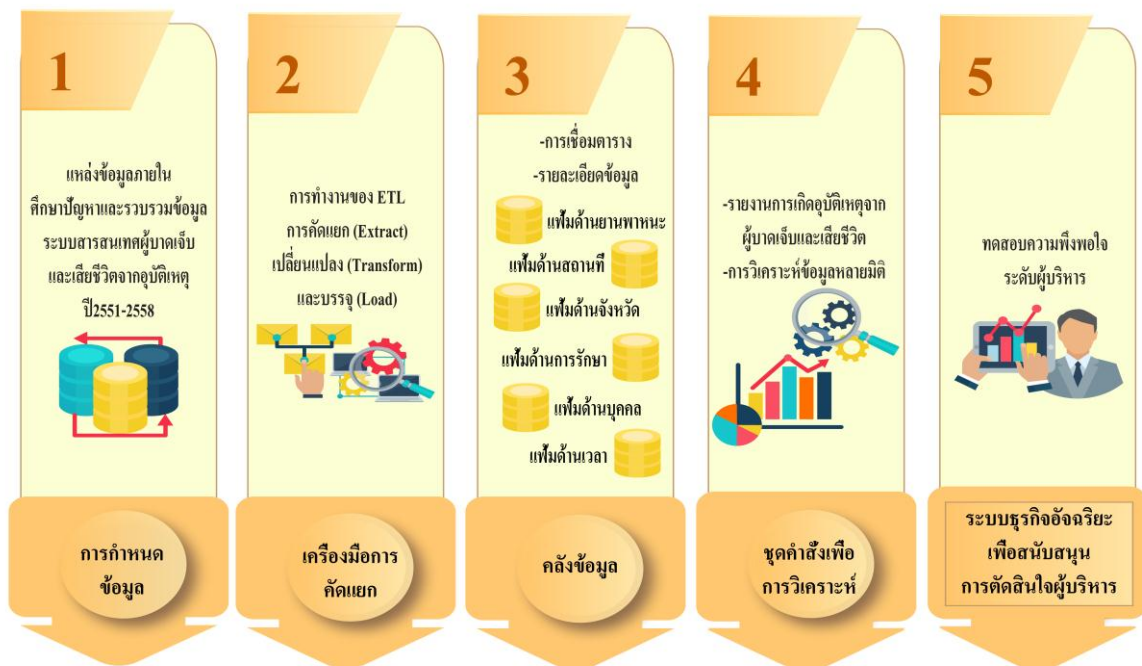 1
แหล่งข้อมูลภายใน
ศึกษาปัญหาและรวบรวมข้อมูล
ระบบสารสนเทศผู้บาดเจ็บ
และเสียชีวิตจากอุบัติเหตุ
ปี2551-2558
การกำหนด
ข้อมูล
2
การทำงานของ ETL
การคัดแยก (Extract)
เปลี่ยนแปลง (Transform)
และบรรจุ (Load)
เครื่องมือการ
คัดแยก
3
-การเชื่อมตาราง
-รายละเอียดข้อมูล
แฟ้มด้านยานพาหนะ
แฟ้มด้านสถานที่
แฟ้มด้านจังหวัด
แฟ้มด้านการรักษา
แฟ้มด้านบุคคล
แฟ้มด้านเวลา
คลังข้อมูล
4
-รายงานการเกิดอุบัติเหตุจาก
ผู้บาดเจ็บและเสียชีวิต
-การวิเคราะห์ข้อมูลหลายมิติ
ชุดคำสั่งเพื่อ
การวิเคราะห์
5
ทดสอบความพึงพอใจ
ระดับผู้บริหาร
ระบบธุรกิจอัจฉริยะ
เพื่อสนับสนุน
การตัดสินใจผู้บริหาร